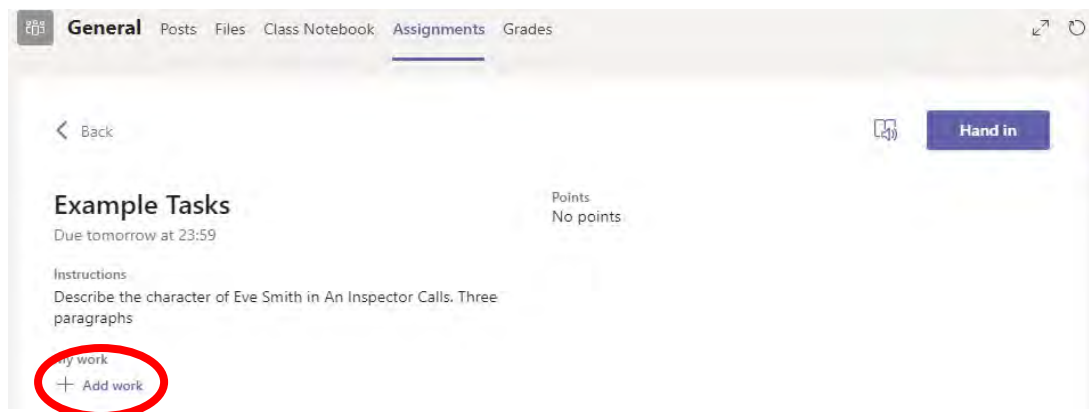 General Posts Files Class Notebook Assignments Grades
Back
Hand in
Example Tasks
Due tomorrow at 23:59
Points
No points
Instructions
Describe the character of Eve Smith in An Inspector Calls. Three
paragraphs
My work
+ Add work